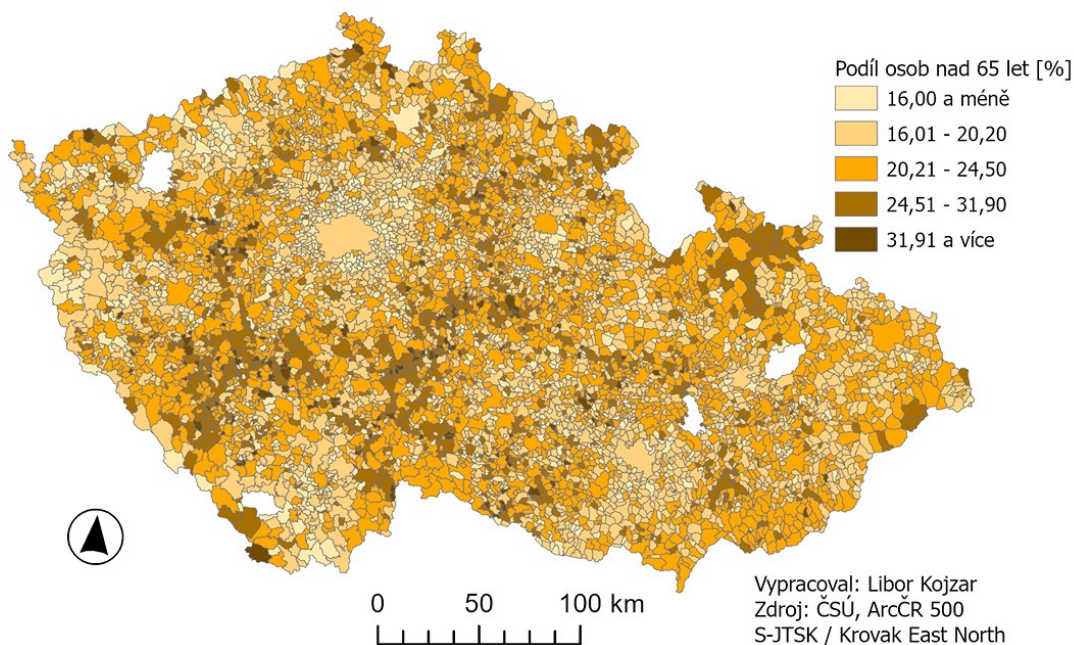 Podíl osob nad 65 let [%]
16,00 a méně
16,01 - 20,20
20,21 - 24,50
24,51 - 31,90
31,91 a více
0 50 100 km
Vypracoval: Libor Kojzar
Zdroj: ČSÚ, ArcČR 500
S-JTSK / Krovak East North